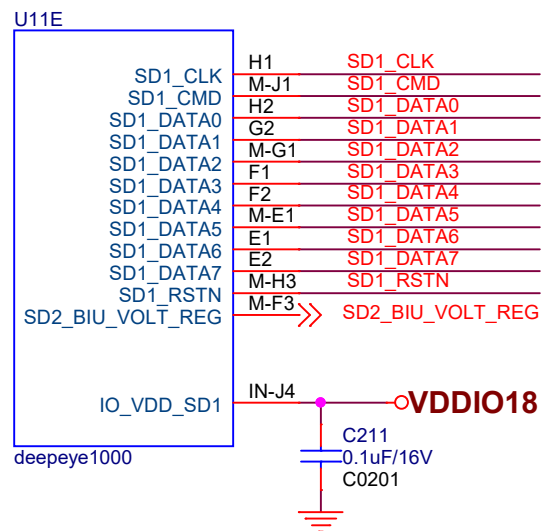 U11E
SD1_CLK H1 SD1_CLK
SD1_CMD M-J1 SD1_CMD
SD1_DATA0 H2 SD1_DATA0
SD1_DATA1 G2 SD1_DATA1
SD1_DATA2 M-G1 SD1_DATA2
SD1_DATA3 F1 SD1_DATA3
SD1_DATA4 F2 SD1_DATA4
SD1_DATA5 M-E1 SD1_DATA5
SD1_DATA6 E1 SD1_DATA6
SD1_DATA7 E2 SD1_DATA7
SD1_RSTN M-H3 SD1_RSTN
SD2_BIU_VOLT_REG M-F3 SD2_BIU_VOLT_REG
IO_VDD_SD1 IN-J4 VDDIO18
C211
0.1uF/16V
C0201
deepeye1000